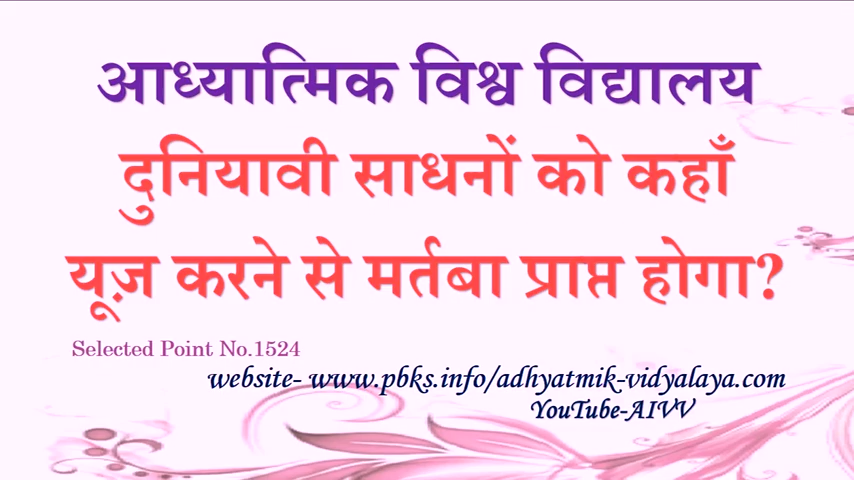 आध्यात्मिक विश्व विद्यालय
दुनियावी साधनों को कहाँ
यूज़ करने से मर्तबा प्राप्त होगा?
Selected Point No.1524
website- www.pbks.info/adhyatmik-vidyalaya.com
YouTube-AIVV